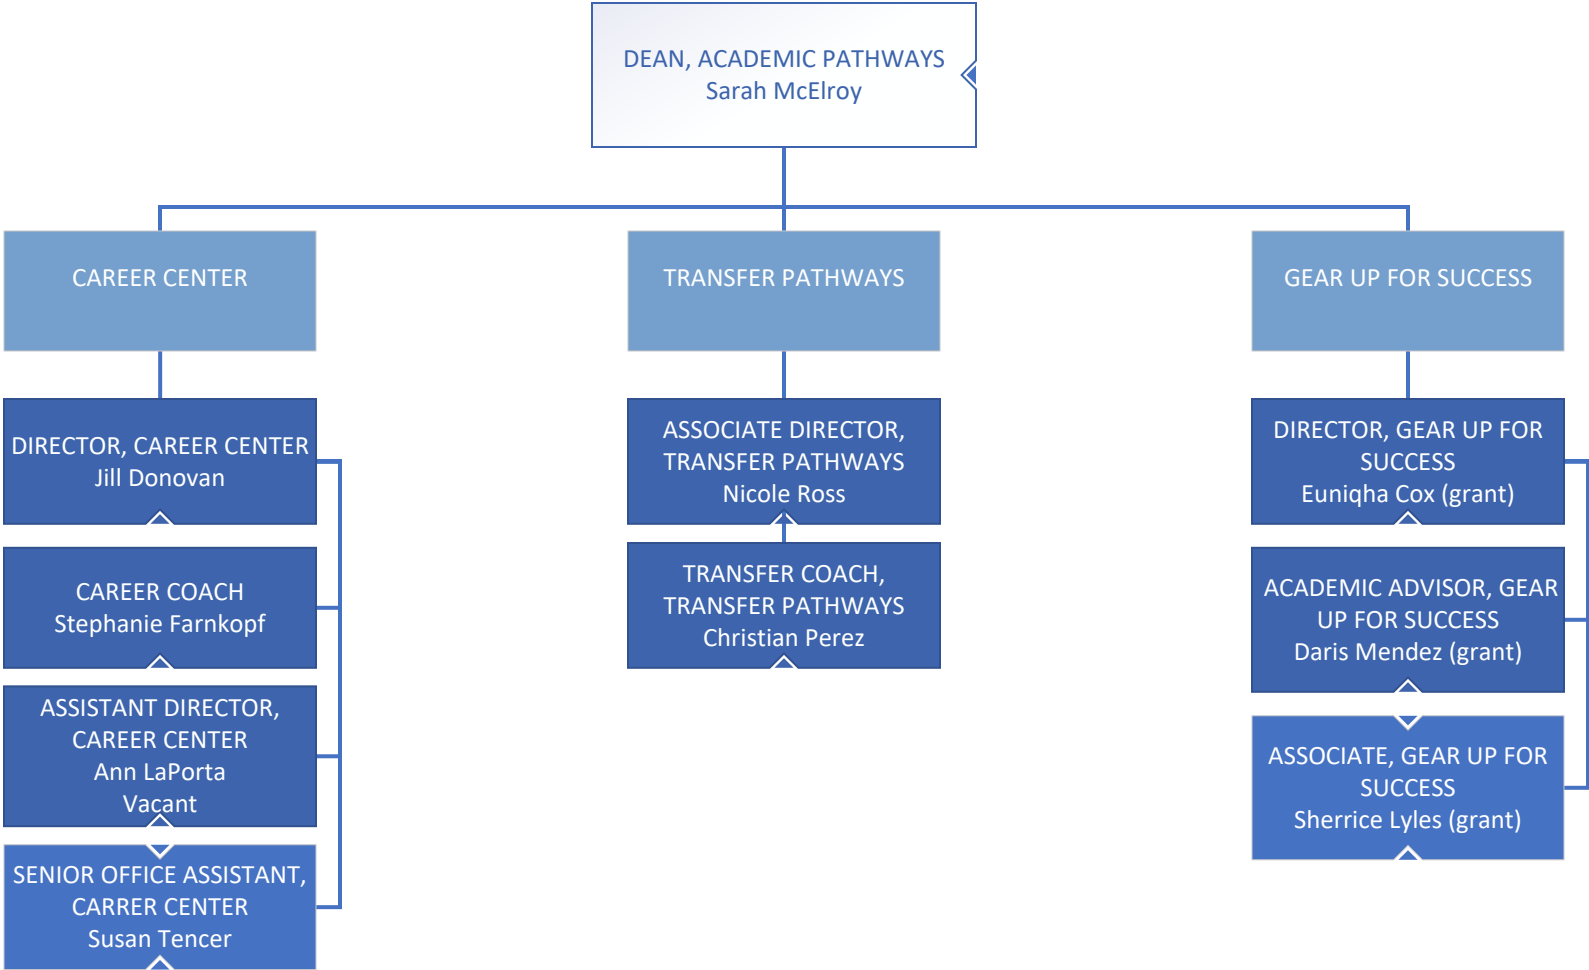 DEAN, ACADEMIC PATHWAYS
Sarah McElroy
CAREER CENTER
TRANSFER PATHWAYS
GEAR UP FOR SUCCESS
DIRECTOR, CAREER CENTER
Jill Donovan
CAREER COACH
Stephanie Farnkopf
ASSISTANT DIRECTOR,
CAREER CENTER
Ann LaPorta
Vacant
SENIOR OFFICE ASSISTANT,
CARRER CENTER
Susan Tencer
ASSOCIATE DIRECTOR,
TRANSFER PATHWAYS
Nicole Ross
TRANSFER COACH,
TRANSFER PATHWAYS
Christian Perez
DIRECTOR, GEAR UP FOR
SUCCESS
Euniqha Cox (grant)
ACADEMIC ADVISOR, GEAR
UP FOR SUCCESS
Daris Mendez (grant)
ASSOCIATE, GEAR UP FOR
SUCCESS
Sherrice Lyles (grant)